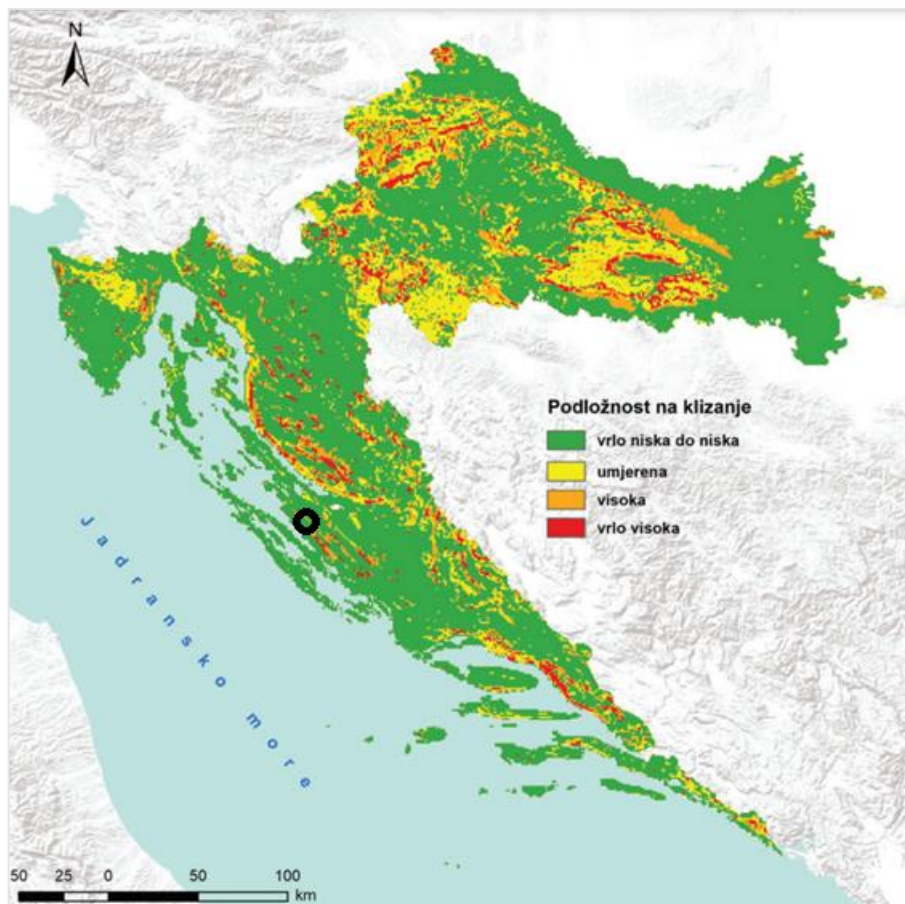 N
Podložnost na klizanje
vrlo niska do niska
umjerena
visoka
vrlo visoka
Jadransko more
50 25 0 50 100
km